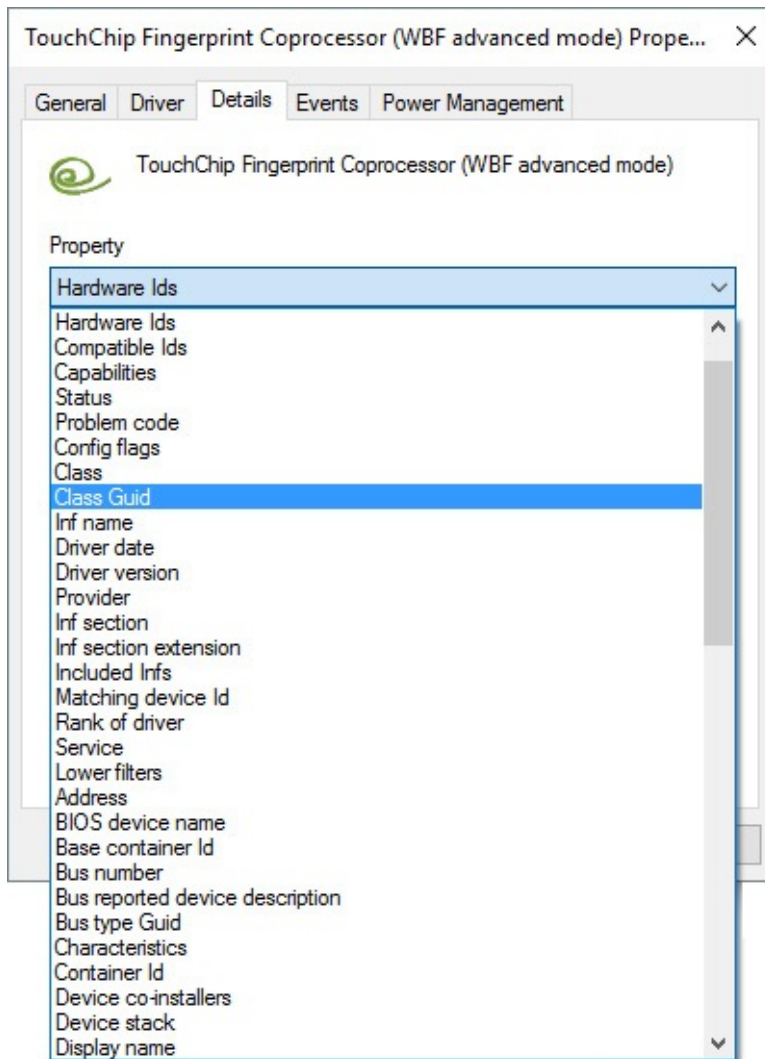 TouchChip Fingerprint Coprocessor (WBF advanced mode) Prope...
General Driver Details Events Power Management
TouchChip Fingerprint Coprocessor (WBF advanced mode)
Property
Hardware Ids
Hardware Ids
Compatible Ids
Capabilities
Status
Problem code
Config flags
Class
Class Guid
Inf name
Driver date
Driver version
Provider
Inf section
Inf section extension
Included Infs
Matching device Id
Rank of driver
Service
Lower filters
Address
BIOS device name
Base container Id
Bus number
Bus reported device description
Bus type Guid
Characteristics
Container Id
Device co-installers
Device stack
Display name